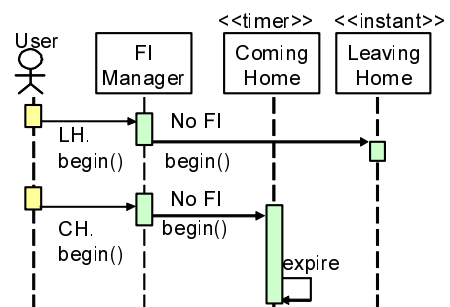 <<timer>> <<instant>>
User
FI
Manager
Coming
Home
Leaving
Home
No FI
LH.
begin()
begin()
No FI
CH.
begin()
begin()
expire